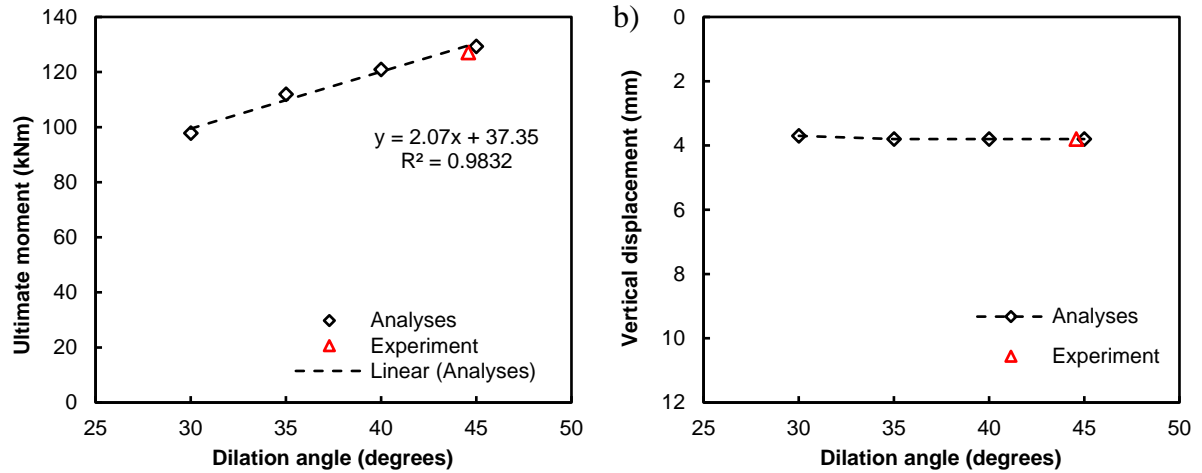 140
120
100
80
60
40
20
0
Ultimate moment (kNm)
y = 2.07x + 37.35
R² = 0.9832
Analyses
Experiment
Linear (Analyses)
25 30 35 40 45 50
Dilation angle (degrees)
b)
0
2
4
6
8
10
12
Vertical displacement (mm)
Analyses
Experiment
25 30 35 40 45 50
Dilation angle (degrees)